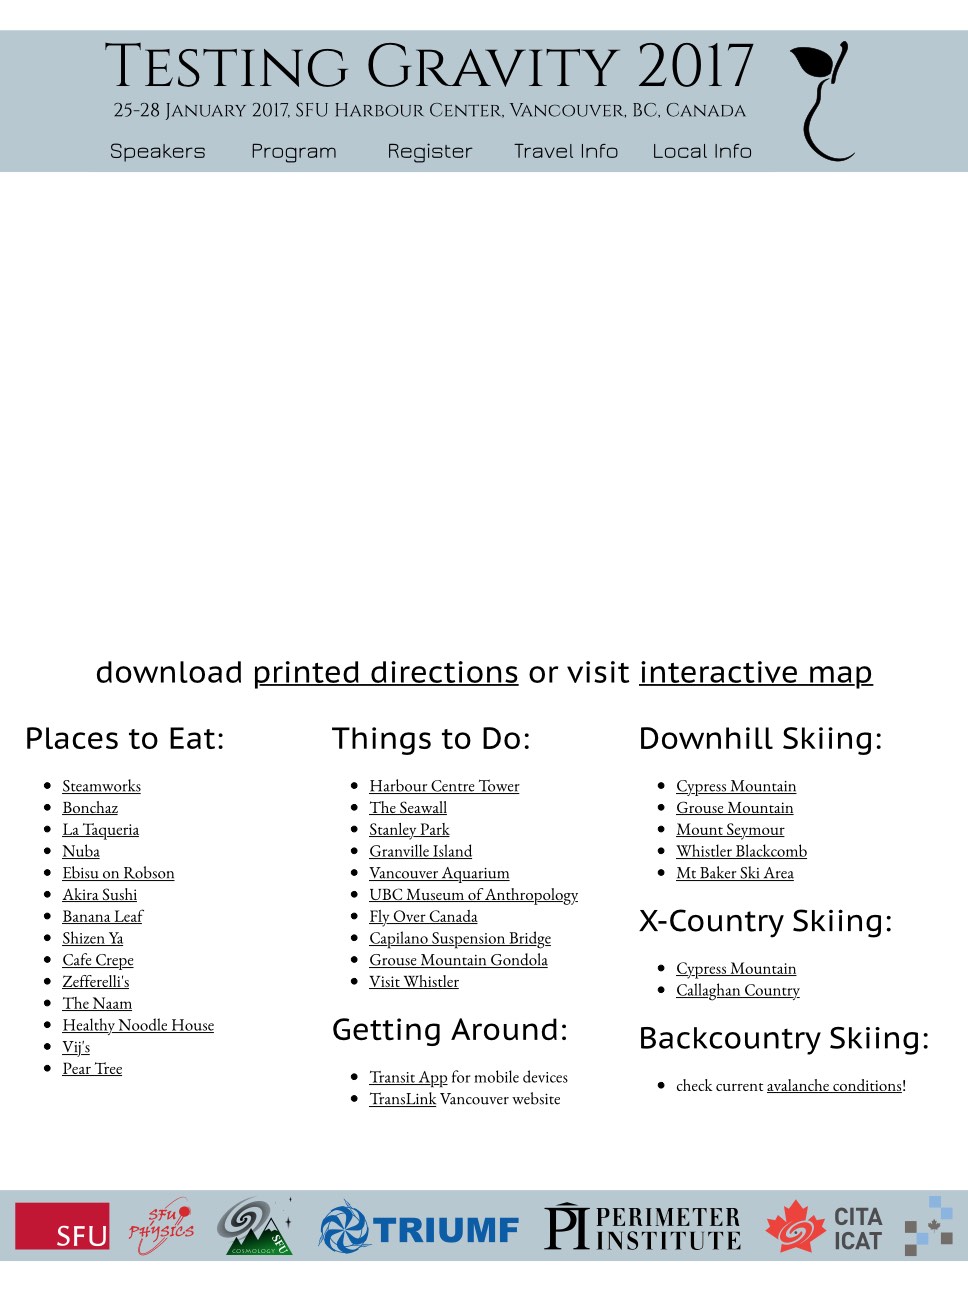 Testing Gravity 2017
25-28 January 2017, SFU Harbour Center, Vancouver, BC, Canada
Speakers Program Register Travel Info Local Info
download printed directions or visit interactive map
Places to Eat:
Steamworks
Bonchaz
La Taqueria
Nuba
Ebisu on Robson
Akira Sushi
Banana Leaf
Shizen Ya
Cafe Crepe
Zefferelli's
The Naam
Healthy Noodle House
Vij's
Pear Tree
Things to Do:
Harbour Centre Tower
The Seawall
Stanley Park
Granville Island
Vancouver Aquarium
UBC Museum of Anthropology
Fly Over Canada
Capilano Suspension Bridge
Grouse Mountain Gondola
Visit Whistler
Getting Around:
Transit App for mobile devices
TransLink Vancouver website
Downhill Skiing:
Cypress Mountain
Grouse Mountain
Mount Seymour
Whistler Blackcomb
Mt Baker Ski Area
X-Country Skiing:
Cypress Mountain
Callaghan Country
Backcountry Skiing:
check current avalanche conditions!
SFU
SFU
PHYSICS
COSMOLOGY
SFU
TRIUMF
PI PERIMETER
INSTITUTE
CITA
ICAT